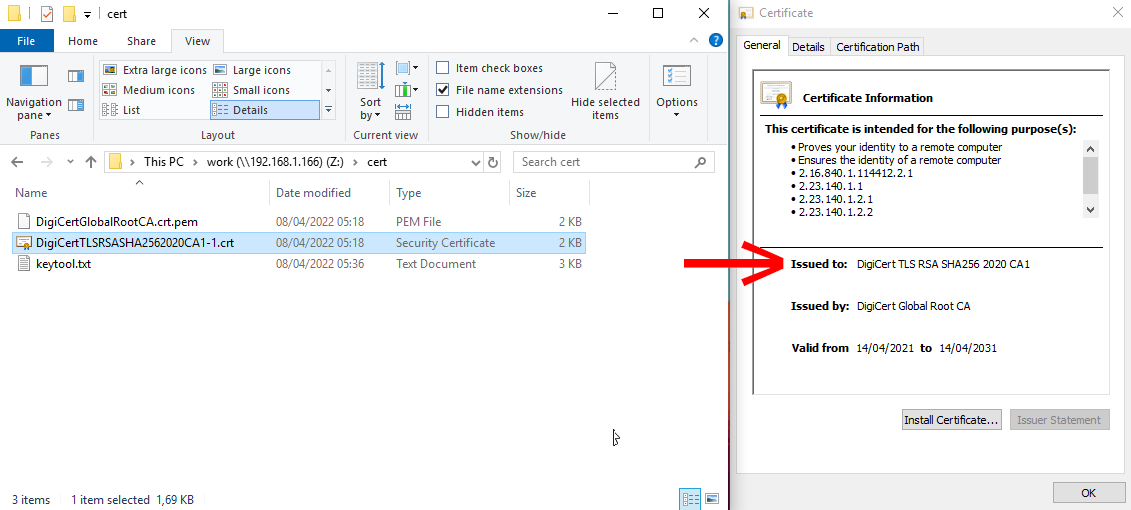 cert
File
Home
Share
View
Navigation pane
Panes
Extra large icons
Large icons
Medium icons
Small icons
List
Details
Layout
Sort by
Current view
Item check boxes
File name extensions
Hidden items
Hide selected items
Show/hide
Options
This PC > work (\\192.168.1.166) (Z:) > cert
Search cert
Name Date modified Type Size
DigiCertGlobalRootCA.crt.pem 08/04/2022 05:18 PEM File 2 KB
DigiCertTLSRSASHA2562020CA1-1.crt 08/04/2022 05:18 Security Certificate 2 KB
keytool.txt 08/04/2022 05:36 Text Document 3 KB
3 items 1 item selected 1,69 KB
Certificate
General
Details
Certification Path
Certificate Information
This certificate is intended for the following purpose(s):
• Proves your identity to a remote computer
• Ensures the identity of a remote computer
• 2.16.840.1.114412.2.1
• 2.23.140.1.1
• 2.23.140.1.2.1
• 2.23.140.1.2.2
Issued to: DigiCert TLS RSA SHA256 2020 CA1
Issued by: DigiCert Global Root CA
Valid from 14/04/2021 to 14/04/2031
Install Certificate...
Issuer Statement
OK